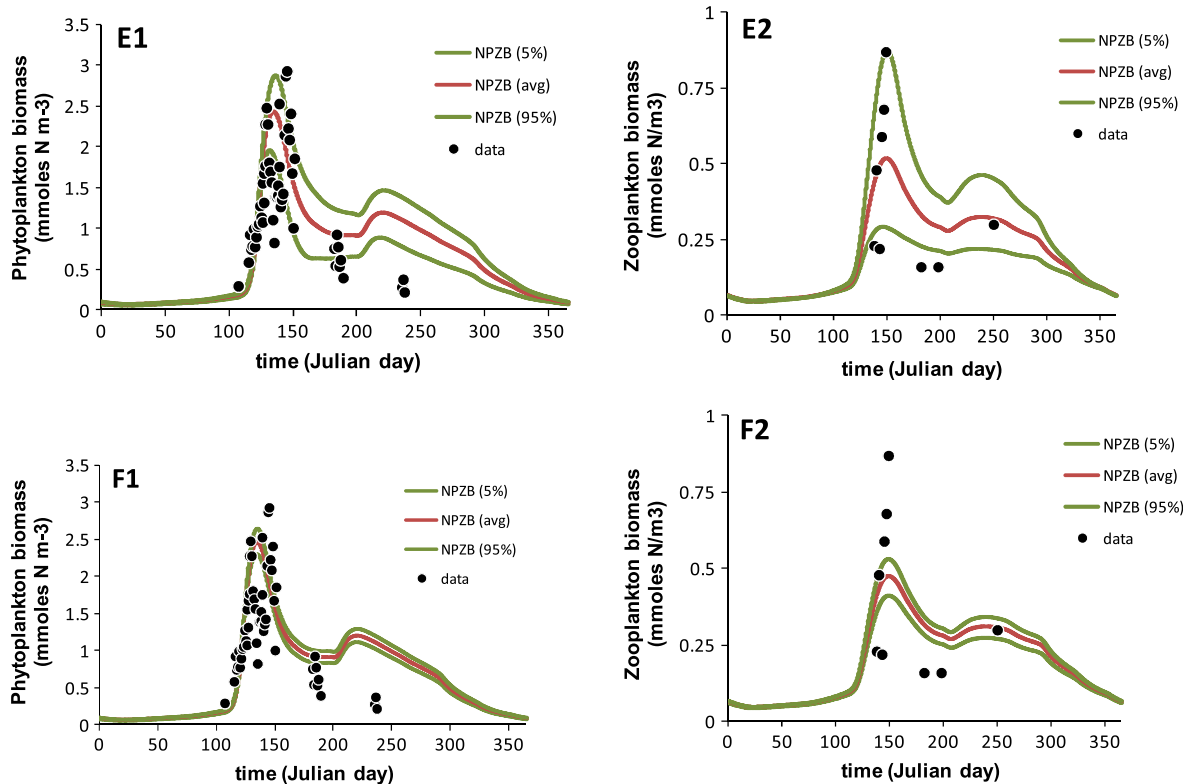 E1
Phytoplankton biomass
(mmoles N m-3)
3.5
3
2.5
2
1.5
1
0.5
0
0 50 100 150 200 250 300 350
time (Julian day)
NPZB (5%)
NPZB (avg)
NPZB (95%)
data
E2
Zooplankton biomass
(mmoles N/m3)
1
0.75
0.5
0.25
0
0 50 100 150 200 250 300 350
time (Julian day)
NPZB (5%)
NPZB (avg)
NPZB (95%)
data
F1
Phytoplankton biomass
(mmoles N m-3)
3.5
3
2.5
2
1.5
1
0.5
0
0 50 100 150 200 250 300 350
time (Julian day)
NPZB (5%)
NPZB (avg)
NPZB (95%)
data
F2
Zooplankton biomass
(mmoles N/m3)
1
0.75
0.5
0.25
0
0 50 100 150 200 250 300 350
time (Julian day)
NPZB (5%)
NPZB (avg)
NPZB (95%)
data